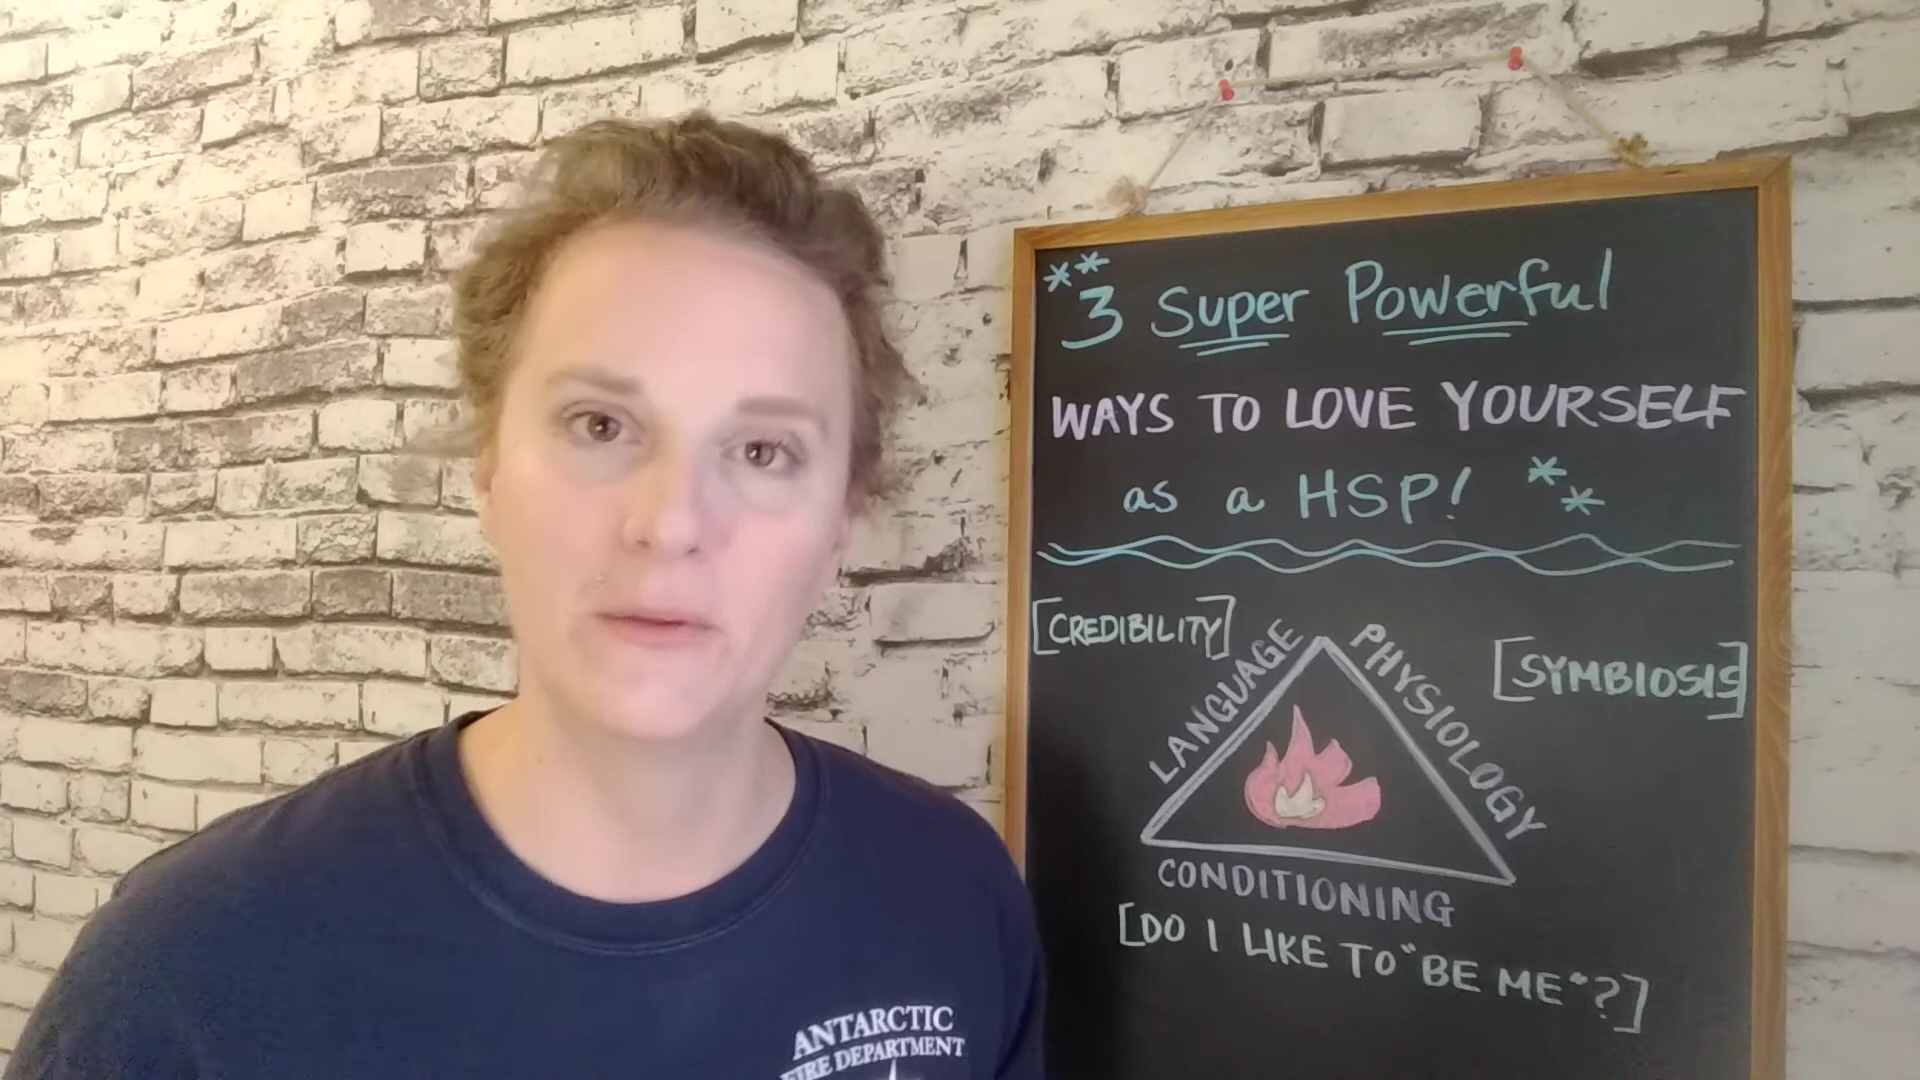 ** 3 Super Powerful
WAYS TO LOVE YOURSELF
as a HSP! **
[CREDIBILITY]
LANGUAGE
PHYSIOLOGY
[SYMBIOSIS]
CONDITIONING
[DO I LIKE TO "BE ME"?]
ANTARCTIC
FIRE DEPARTMENT